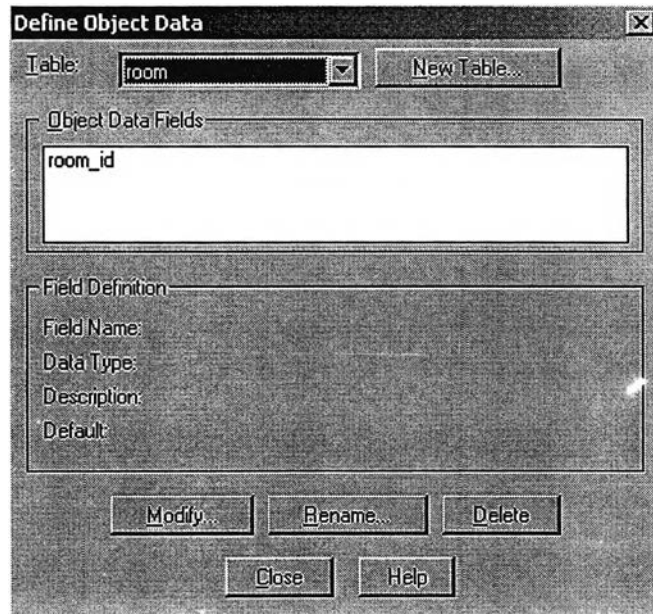 Define Object Data
Table: room New Table...
Object Data Fields
room_id
Field Definition
Field Name:
Data Type:
Description:
Default:
Modify... Rename... Delete
Close Help